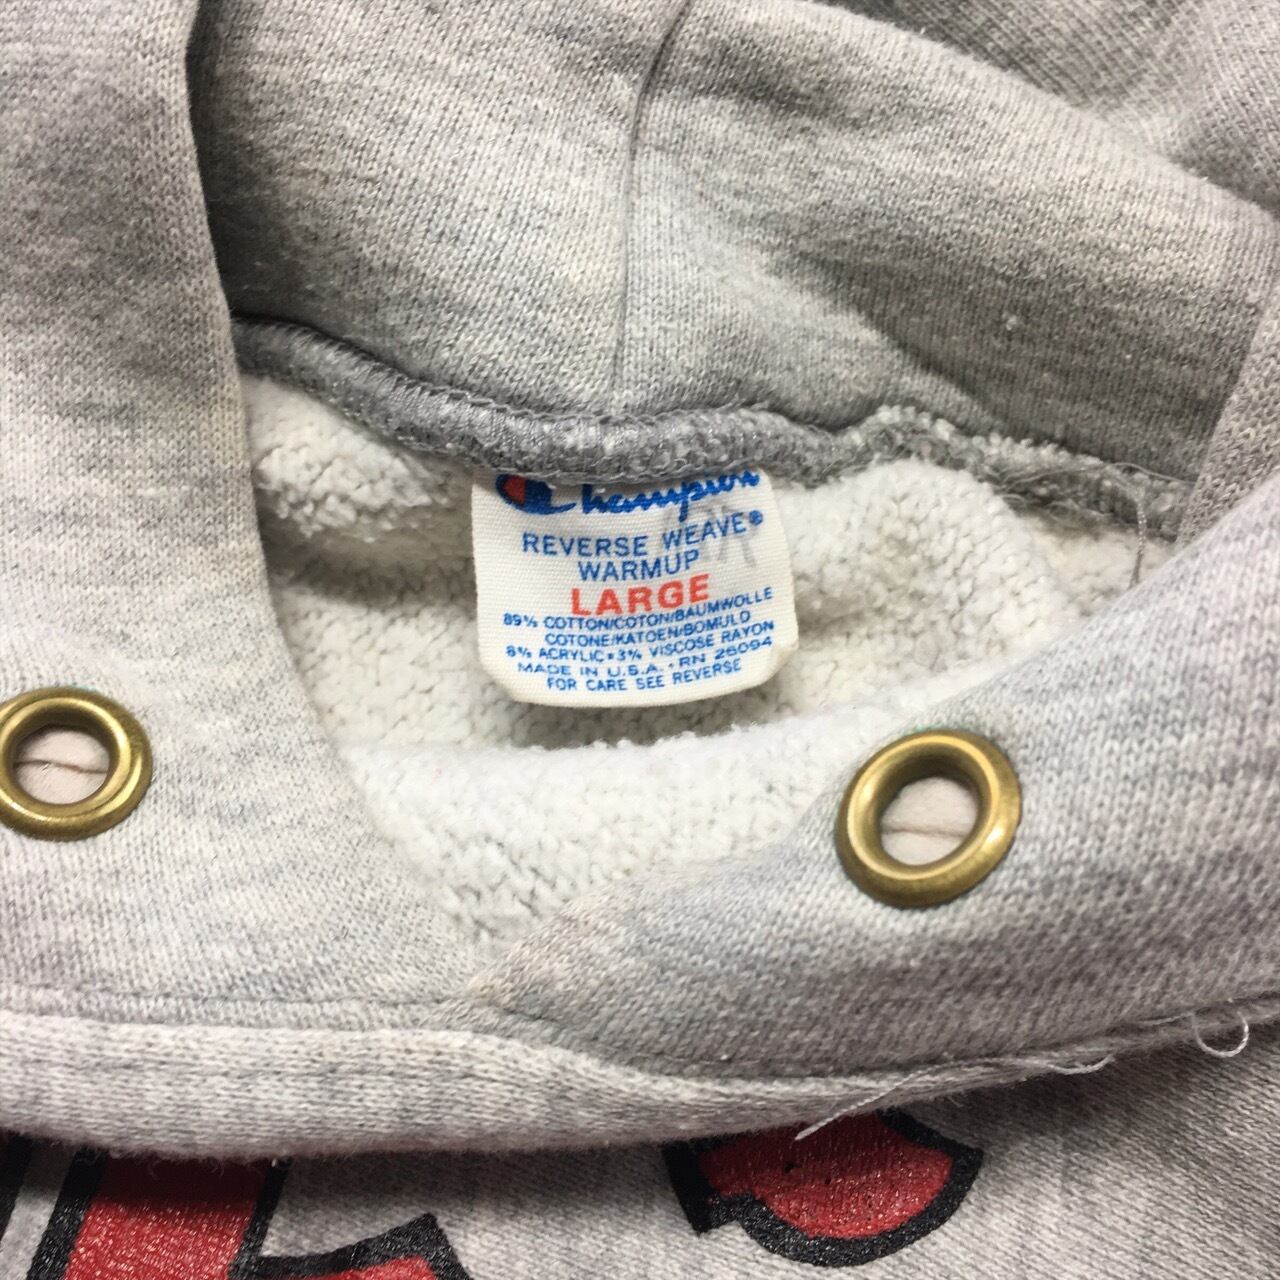 Champion
REVERSE WEAVE®
WARMUP
LARGE
89% COTTON/COTON/BAUMWOLLE
COTONE/KATOEN/BOMULD
8% ACRYLIC•3% VISCOSE RAYON
MADE IN U.S.A. • RN 26094
FOR CARE SEE REVERSE